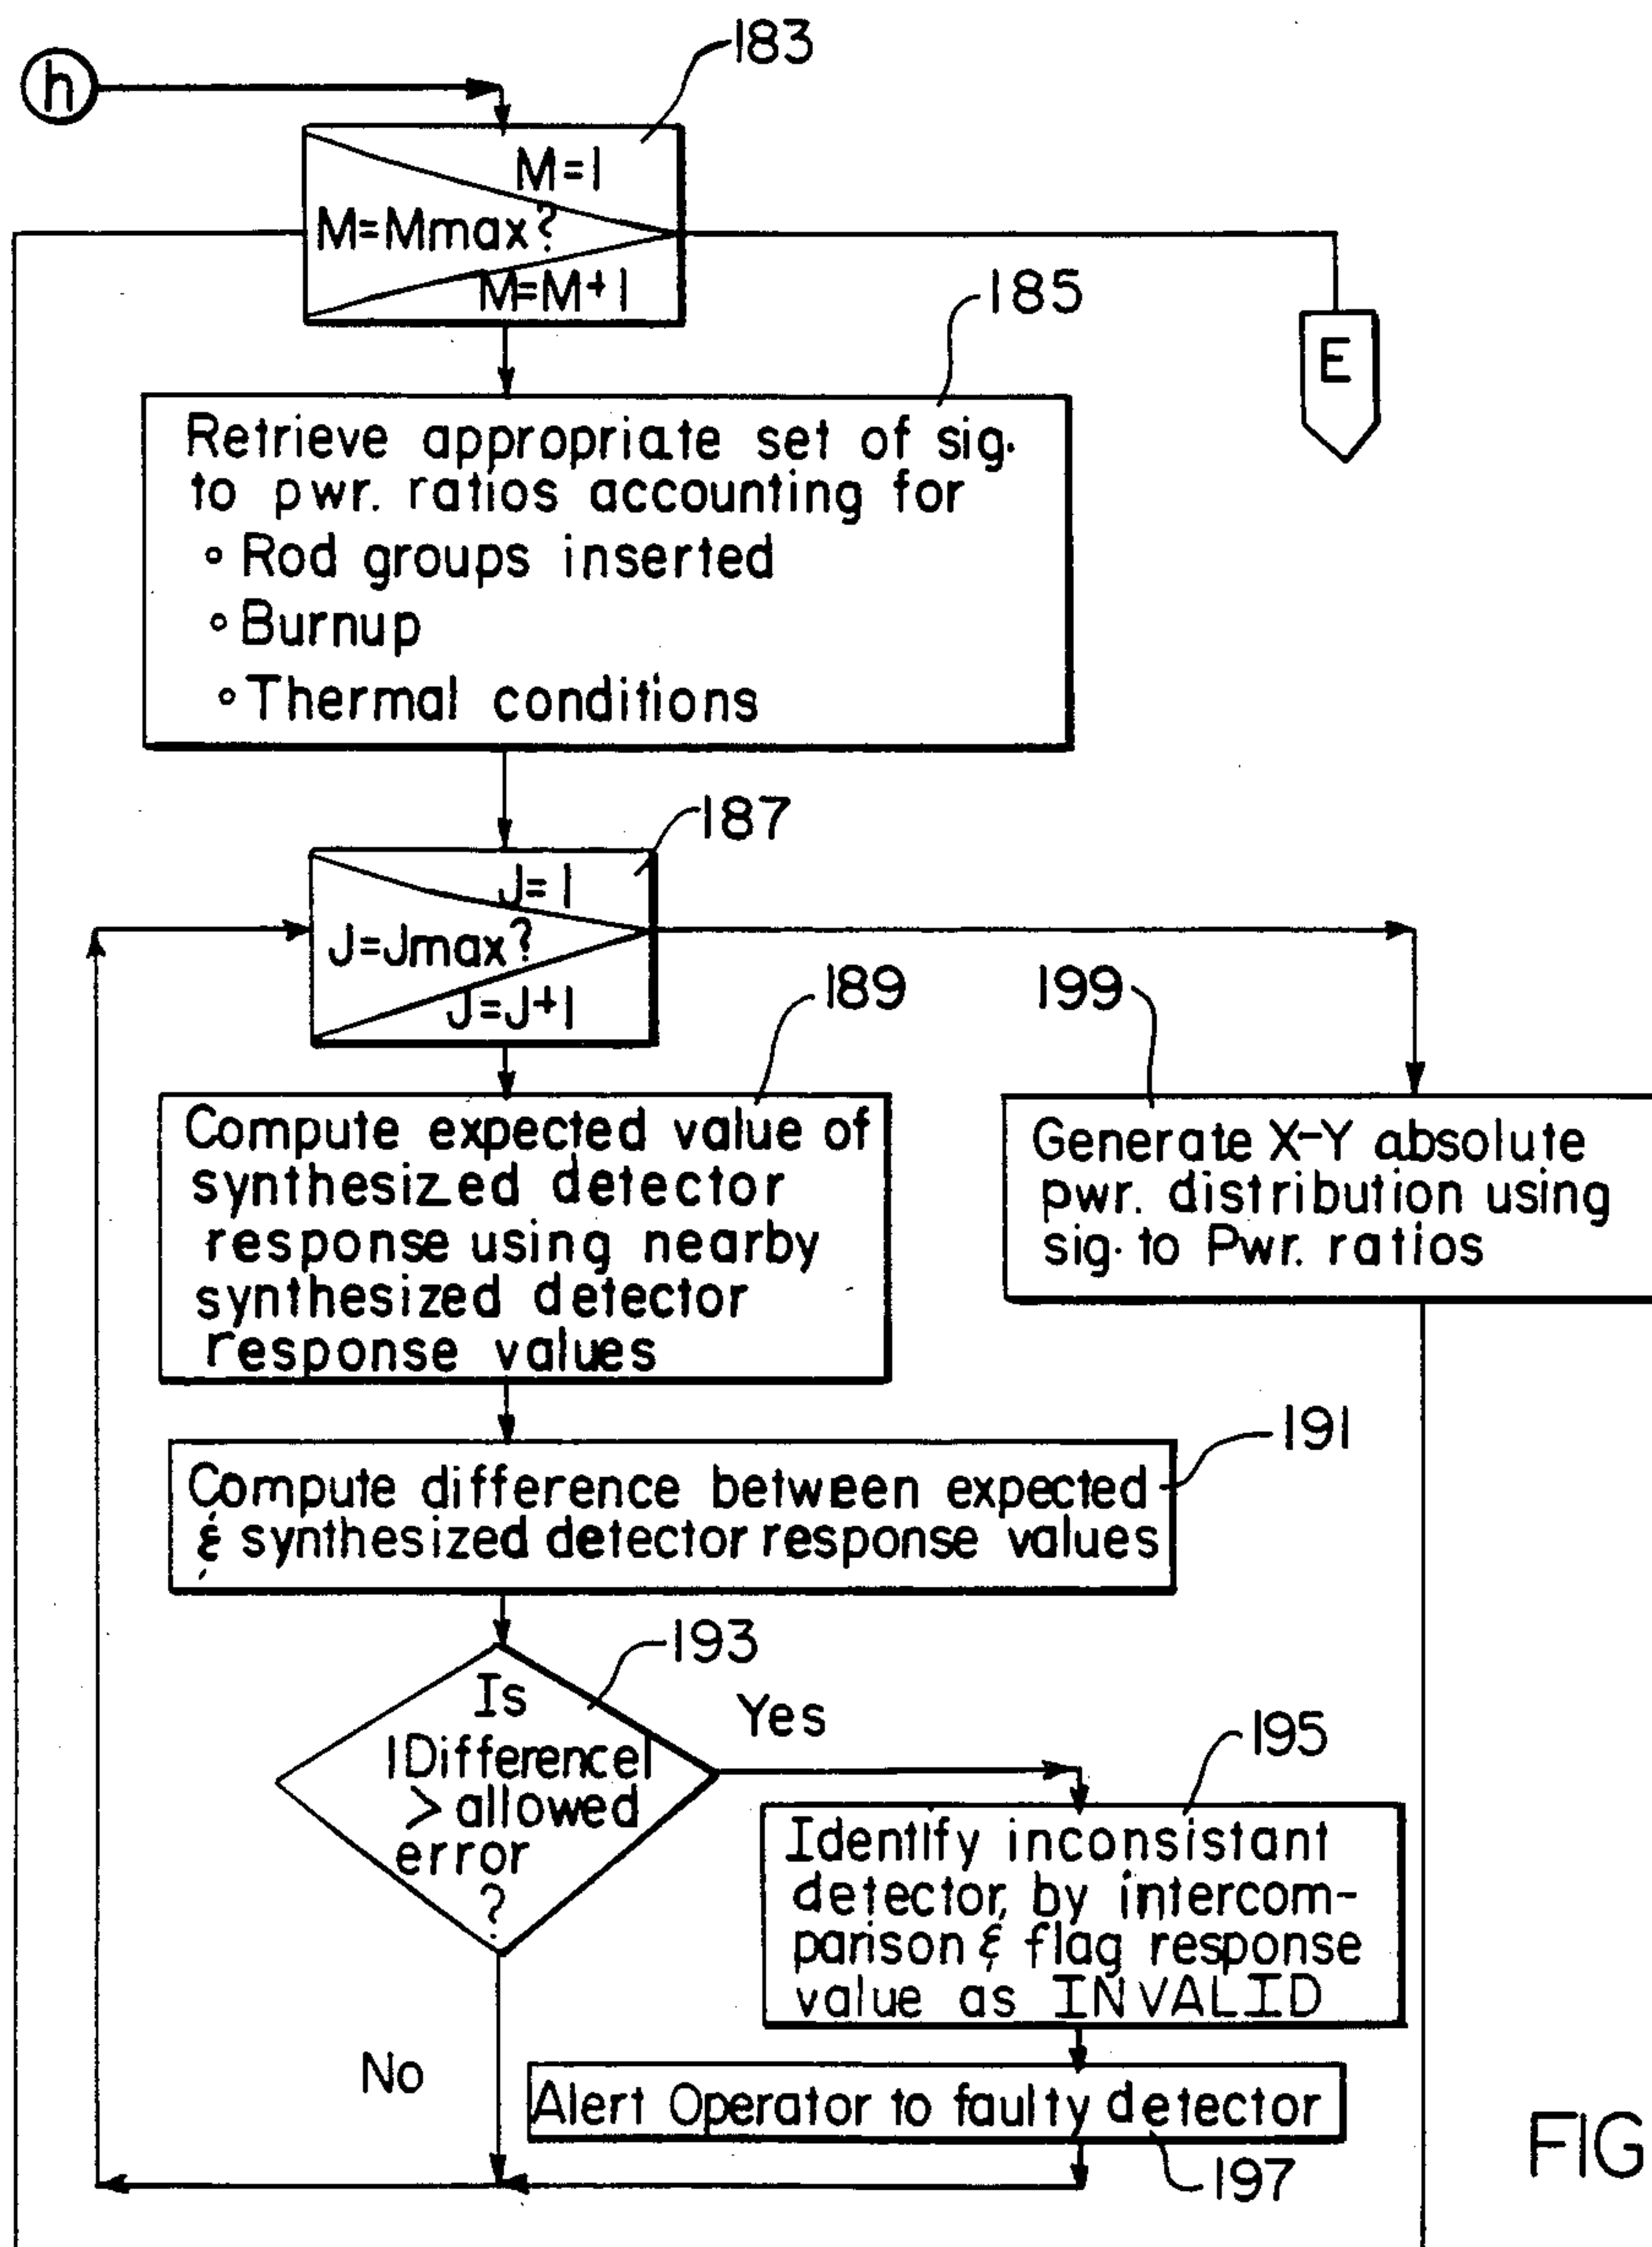 183
h
M=1
M=Mmax?
M=M+1
185
E
Retrieve appropriate set of sig.
to pwr. ratios accounting for
∘ Rod groups inserted
∘ Burnup
∘ Thermal conditions
187
J=1
J=Jmax?
J=J+1
189
199
Compute expected value of
synthesized detector
response using nearby
synthesized detector
response values
Generate X-Y absolute
pwr. distribution using
sig. to Pwr. ratios
191
Compute difference between expected
& synthesized detector response values
193
Is
|Difference|
> allowed
error
?
Yes
195
Identify inconsistant
detector, by intercom-
parison & flag response
value as INVALID
No
Alert Operator to faulty detector
197
FIG